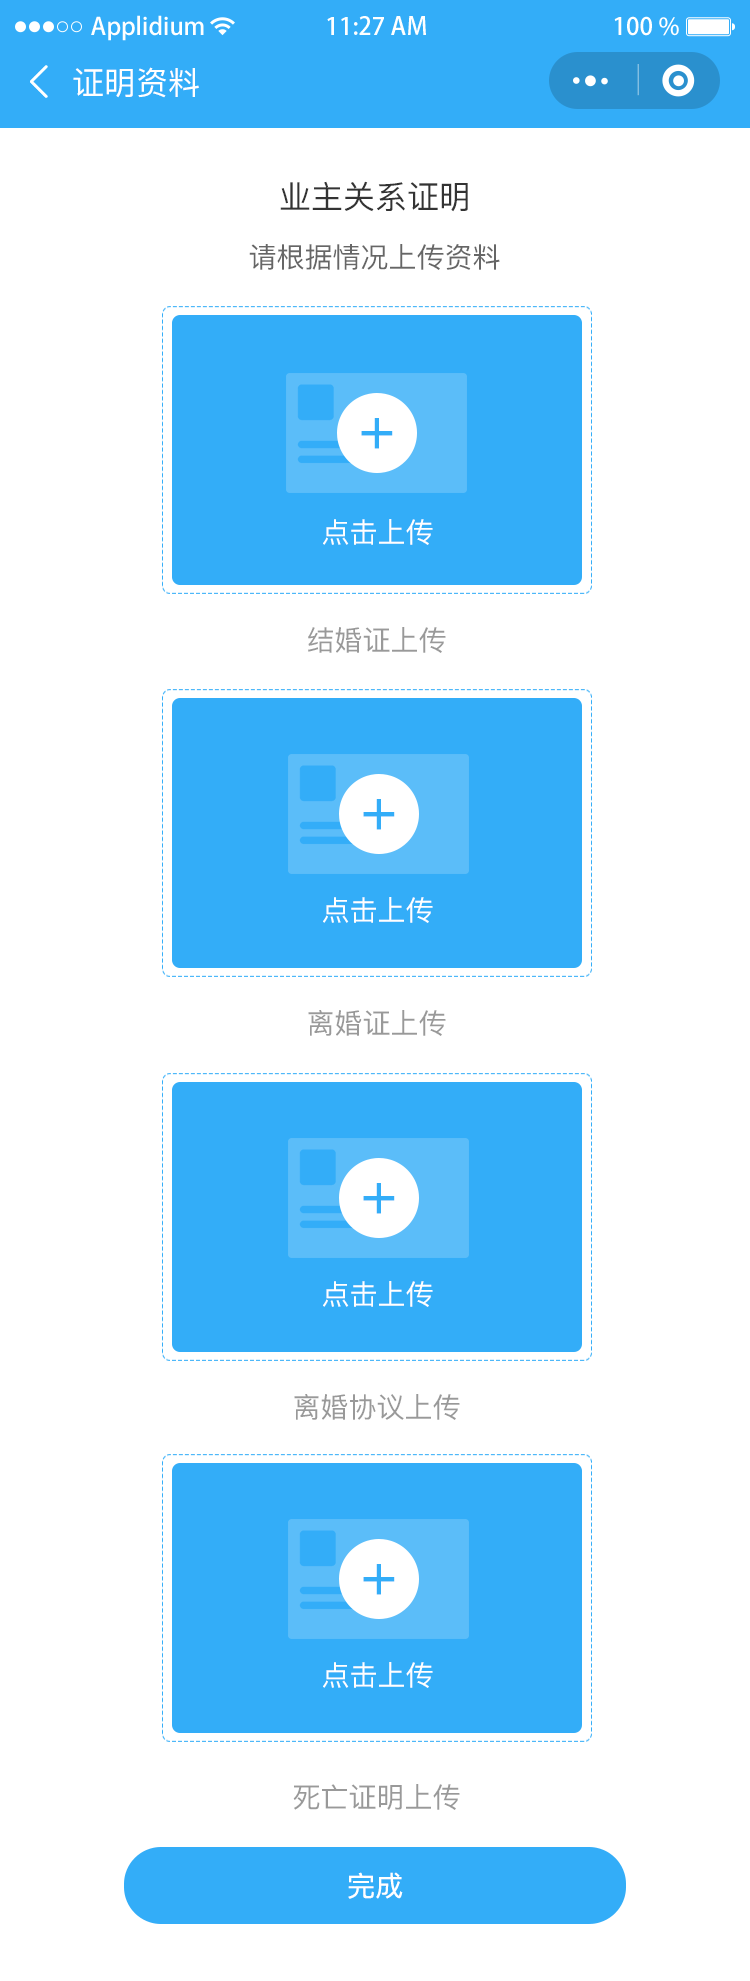 Applidium 11:27 AM 100 %
证明资料
业主关系证明
请根据情况上传资料
点击上传
结婚证上传
点击上传
离婚证上传
点击上传
离婚协议上传
点击上传
死亡证明上传
完成